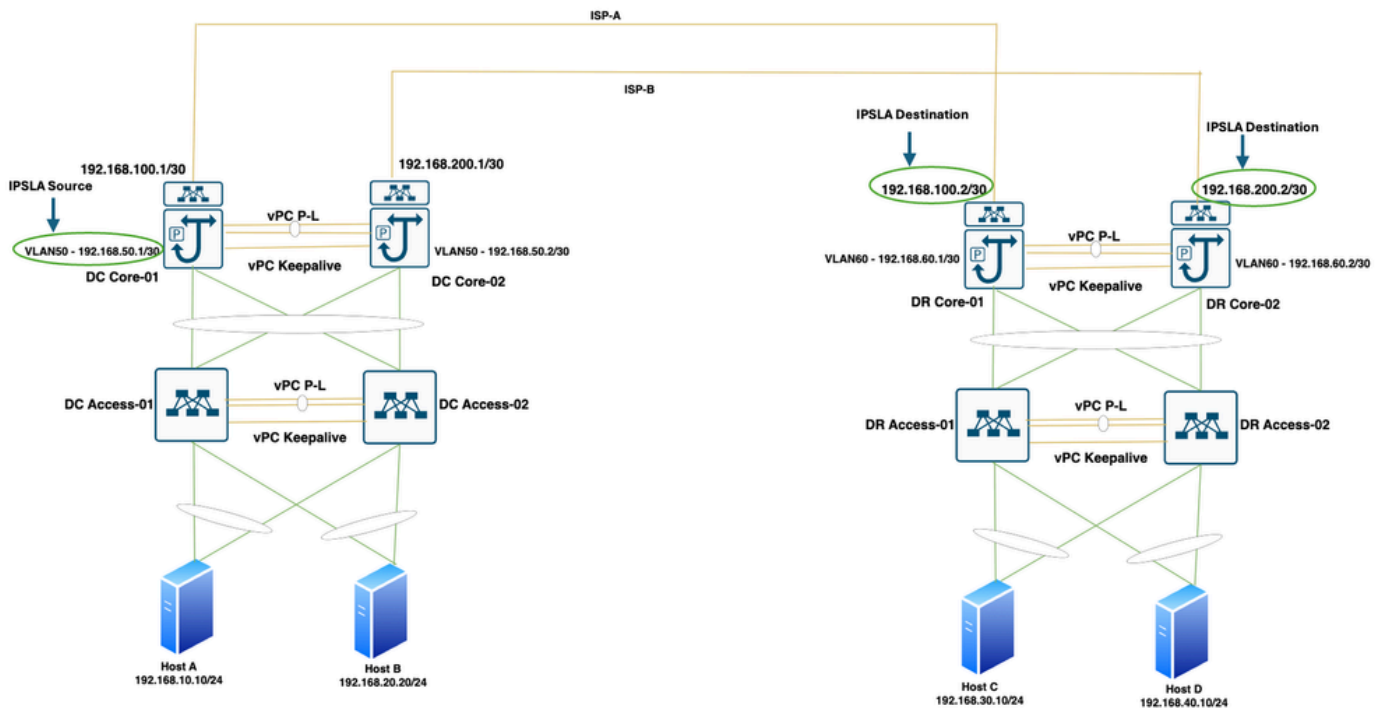 ISP-A
ISP-B
IPSLA Destination
IPSLA Destination
192.168.100.1/30
192.168.200.1/30
IPSLA Source
192.168.100.2/30
192.168.200.2/30
P
vPC P-L
P
VLAN50 - 192.168.50.1/30
VLAN50 - 192.168.50.2/30
vPC Keepalive
DC Core-01
DC Core-02
P
vPC P-L
P
VLAN60 - 192.168.60.1/30
VLAN60 - 192.168.60.2/30
vPC Keepalive
DR Core-01
DR Core-02
vPC P-L
DC Access-01
DC Access-02
vPC Keepalive
vPC P-L
DR Access-01
DR Access-02
vPC Keepalive
Host A
192.168.10.10/24
Host B
192.168.20.20/24
Host C
192.168.30.10/24
Host D
192.168.40.10/24